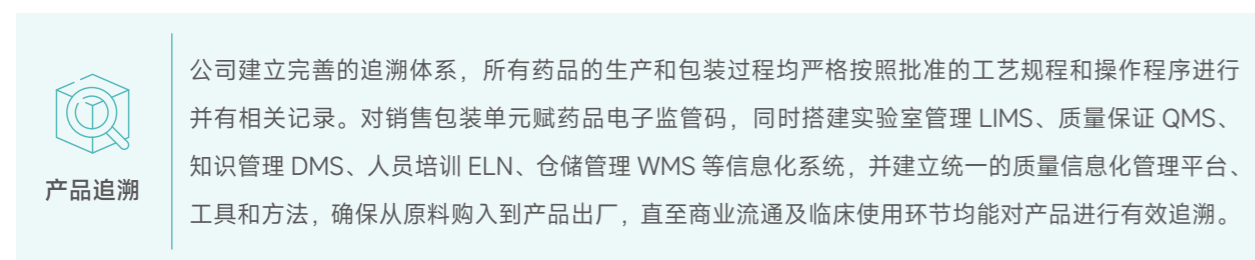 产品追溯
公司建立完善的追溯体系，所有药品的生产和包装过程均严格按照批准的工艺规程和操作程序进行
并有相关记录。对销售包装单元赋药品电子监管码，同时搭建实验室管理 LIMS、质量保证 QMS、
知识管理 DMS、人员培训 ELN、仓储管理 WMS 等信息化系统，并建立统一的质量信息化管理平台、
工具和方法，确保从原料购入到产品出厂，直至商业流通及临床使用环节均能对产品进行有效追溯。